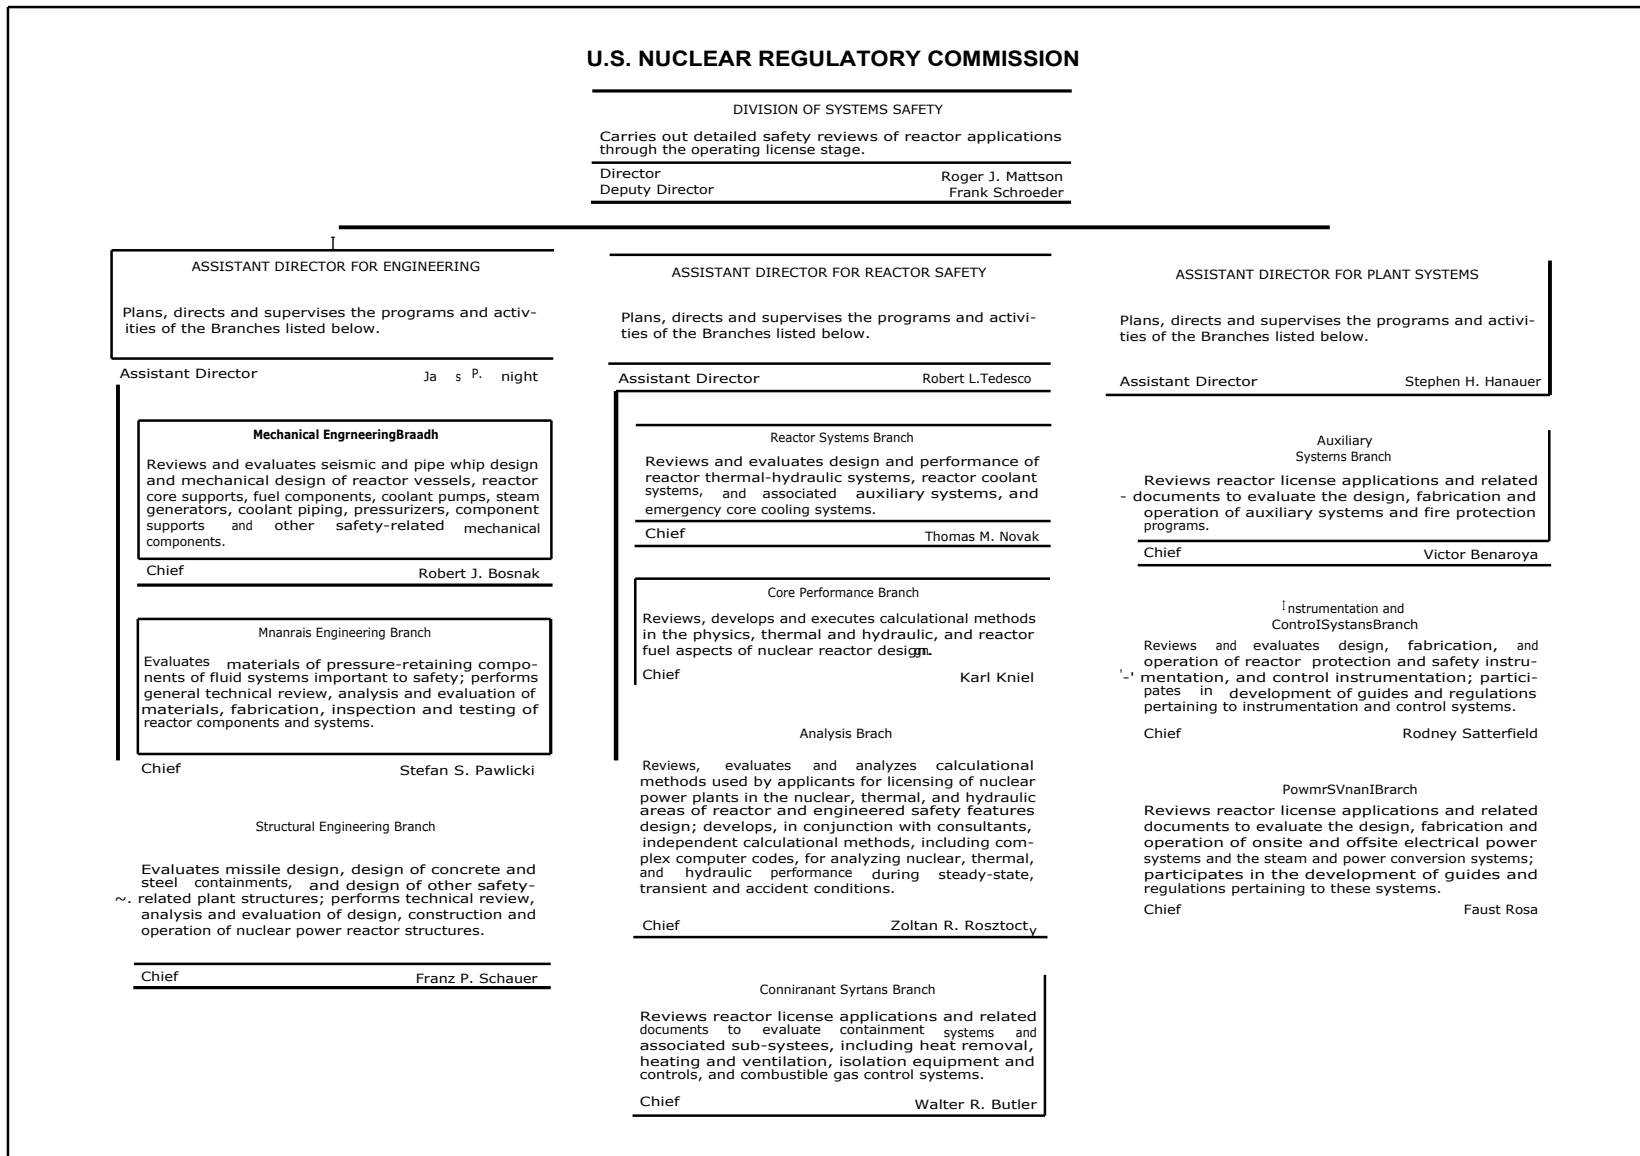 U.S. NUCLEAR REGULATORY COMMISSION
DIVISION OF SYSTEMS SAFETY
Carries out detailed safety reviews of reactor applications
through the operating license stage.
Director Roger J. Mattson
Deputy Director Frank Schroeder
ASSISTANT DIRECTOR FOR ENGINEERING
Plans, directs and supervises the programs and activ-
ities of the Branches listed below.
Assistant Director Ja s P. night
Mechanical EngrneeringBraadh
Reviews and evaluates seismic and pipe whip design
and mechanical design of reactor vessels, reactor
core supports, fuel components, coolant pumps, steam
generators, coolant piping, pressurizers, component
supports and other safety-related mechanical
components.
Chief Robert J. Bosnak
Mnanrais Engineering Branch
Evaluates materials of pressure-retaining compo-
nents of fluid systems important to safety; performs
general technical review, analysis and evaluation of
materials, fabrication, inspection and testing of
reactor components and systems.
Chief Stefan S. Pawlicki
Structural Engineering Branch
Evaluates missile design, design of concrete and
steel containments, and design of other safety-
~. related plant structures; performs technical review,
analysis and evaluation of design, construction and
operation of nuclear power reactor structures.
Chief Franz P. Schauer
ASSISTANT DIRECTOR FOR REACTOR SAFETY
Plans, directs and supervises the programs and activi-
ties of the Branches listed below.
Assistant Director Robert L.Tedesco
Reactor Systems Branch
Reviews and evaluates design and performance of
reactor thermal-hydraulic systems, reactor coolant
systems, and associated auxiliary systems, and
emergency core cooling systems.
Chief Thomas M. Novak
Core Performance Branch
Reviews, develops and executes calculational methods
in the physics, thermal and hydraulic, and reactor
fuel aspects of nuclear reactor design.
Chief Karl Kniel
Analysis Brach
Reviews, evaluates and analyzes calculational
methods used by applicants for licensing of nuclear
power plants in the nuclear, thermal, and hydraulic
areas of reactor and engineered safety features
design; develops, in conjunction with consultants,
independent calculational methods, including com-
plex computer codes, for analyzing nuclear, thermal,
and hydraulic performance during steady-state,
transient and accident conditions.
Chief Zoltan R. Rosztocty
Conniranant Syrtans Branch
Reviews reactor license applications and related
documents to evaluate containment systems and
associated sub-systees, including heat removal,
heating and ventilation, isolation equipment and
controls, and combustible gas control systems.
Chief Walter R. Butler
ASSISTANT DIRECTOR FOR PLANT SYSTEMS
Plans, directs and supervises the programs and activi-
ties of the Branches listed below.
Assistant Director Stephen H. Hanauer
Auxiliary
Systerns Branch
Reviews reactor license applications and related
- documents to evaluate the design, fabrication and
operation of auxiliary systems and fire protection
programs.
Chief Victor Benaroya
Instrumentation and
ControISystansBranch
Reviews and evaluates design, fabrication, and
operation of reactor protection and safety instru-
'-' mentation, and control instrumentation; partici-
pates in development of guides and regulations
pertaining to instrumentation and control systems.
Chief Rodney Satterfield
PowmrSVnanIBrarch
Reviews reactor license applications and related
documents to evaluate the design, fabrication and
operation of onsite and offsite electrical power
systems and the steam and power conversion systems;
participates in the development of guides and
regulations pertaining to these systems.
Chief Faust Rosa